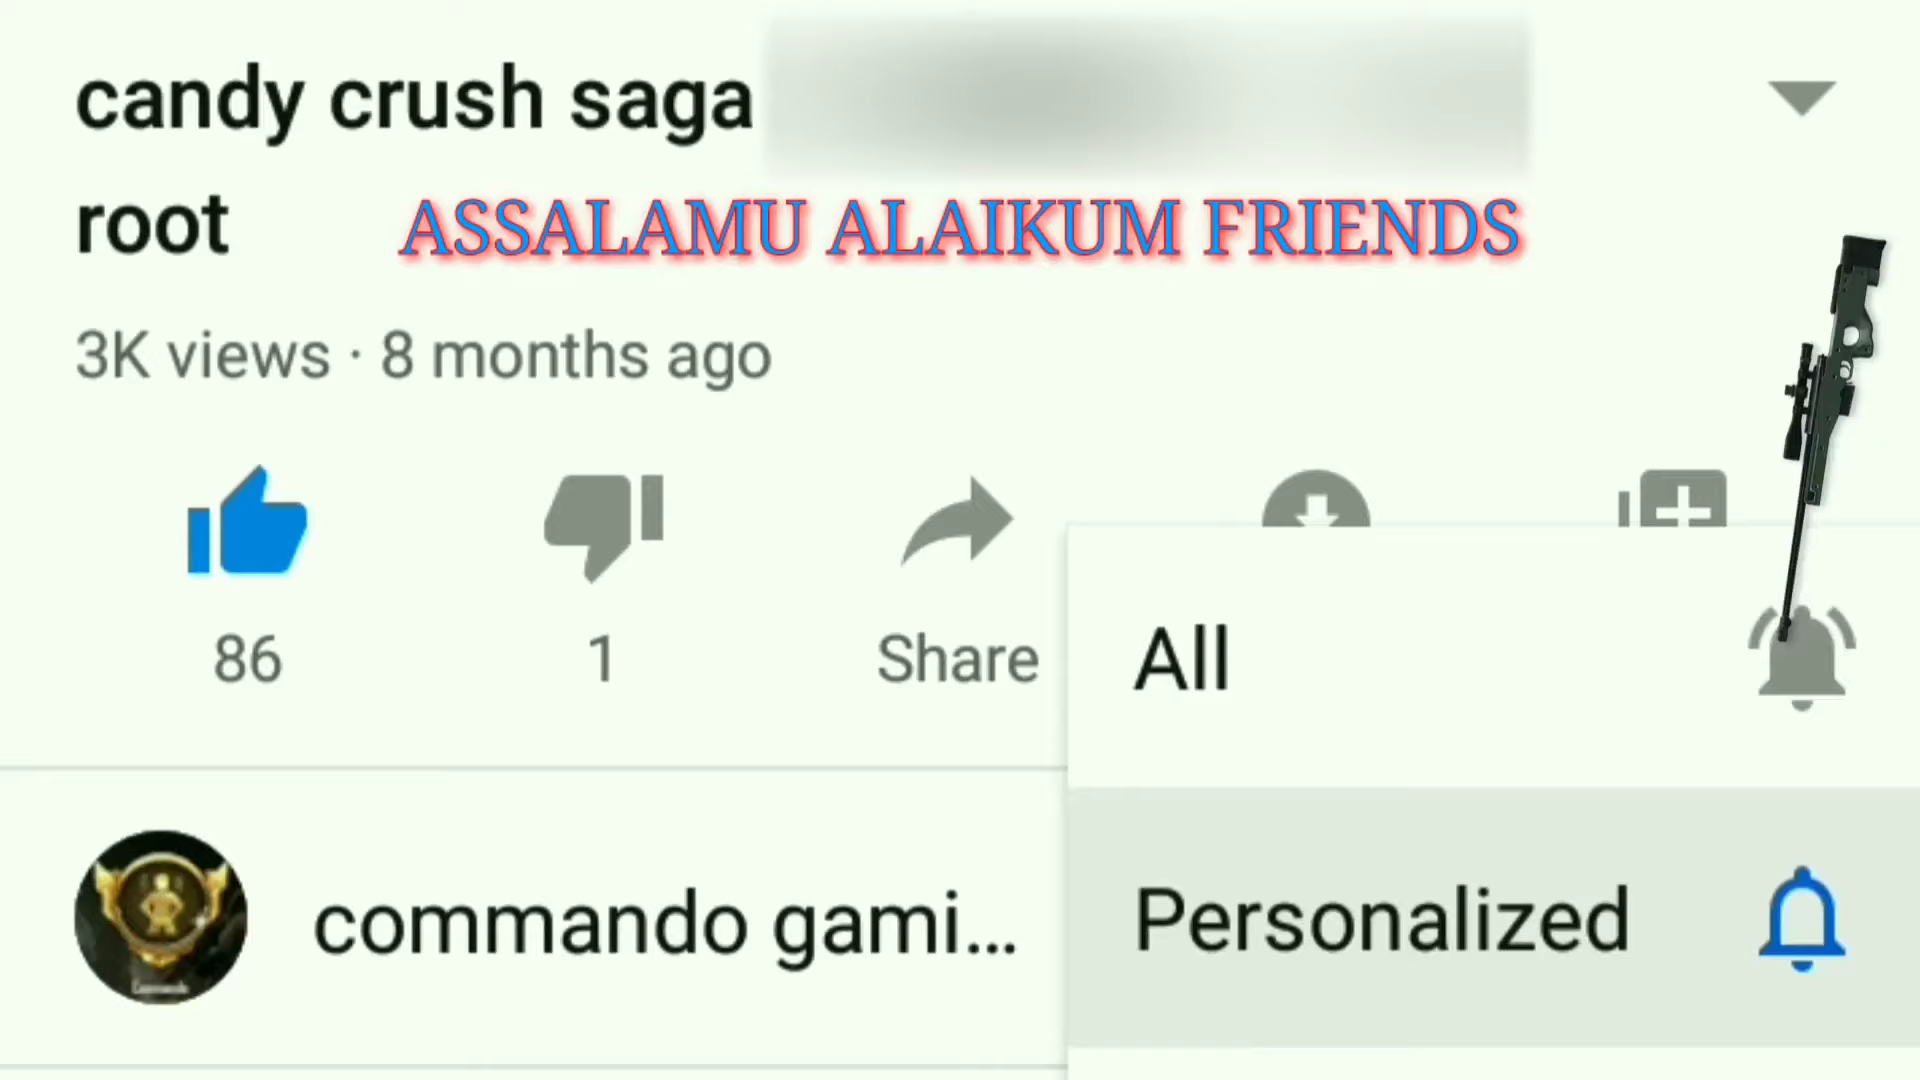 candy crush saga
root
ASSALAMU ALAIKUM FRIENDS
3K views · 8 months ago
86
1
Share
All
commando gami...
Personalized